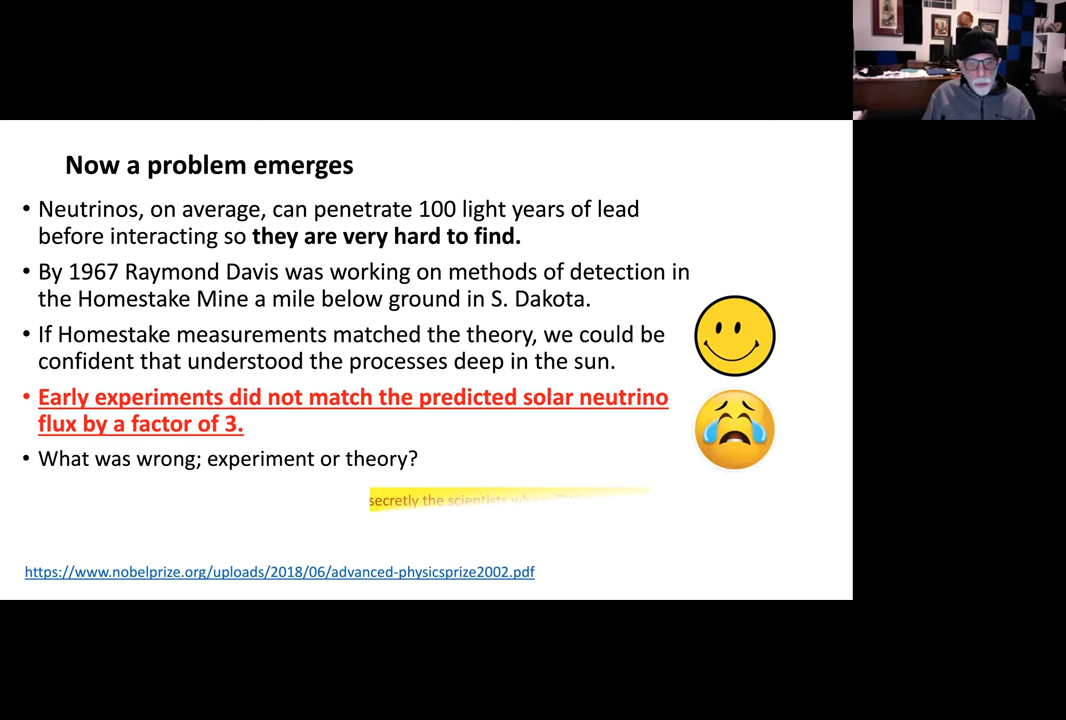 Now a problem emerges
• Neutrinos, on average, can penetrate 100 light years of lead
before interacting so they are very hard to find.
• By 1967 Raymond Davis was working on methods of detection in
the Homestake Mine a mile below ground in S. Dakota.
• If Homestake measurements matched the theory, we could be
confident that understood the processes deep in the sun.
• Early experiments did not match the predicted solar neutrino
flux by a factor of 3.
• What was wrong; experiment or theory?
secretly the scientists
https://www.nobelprize.org/uploads/2018/06/advanced-physicsprize2002.pdf